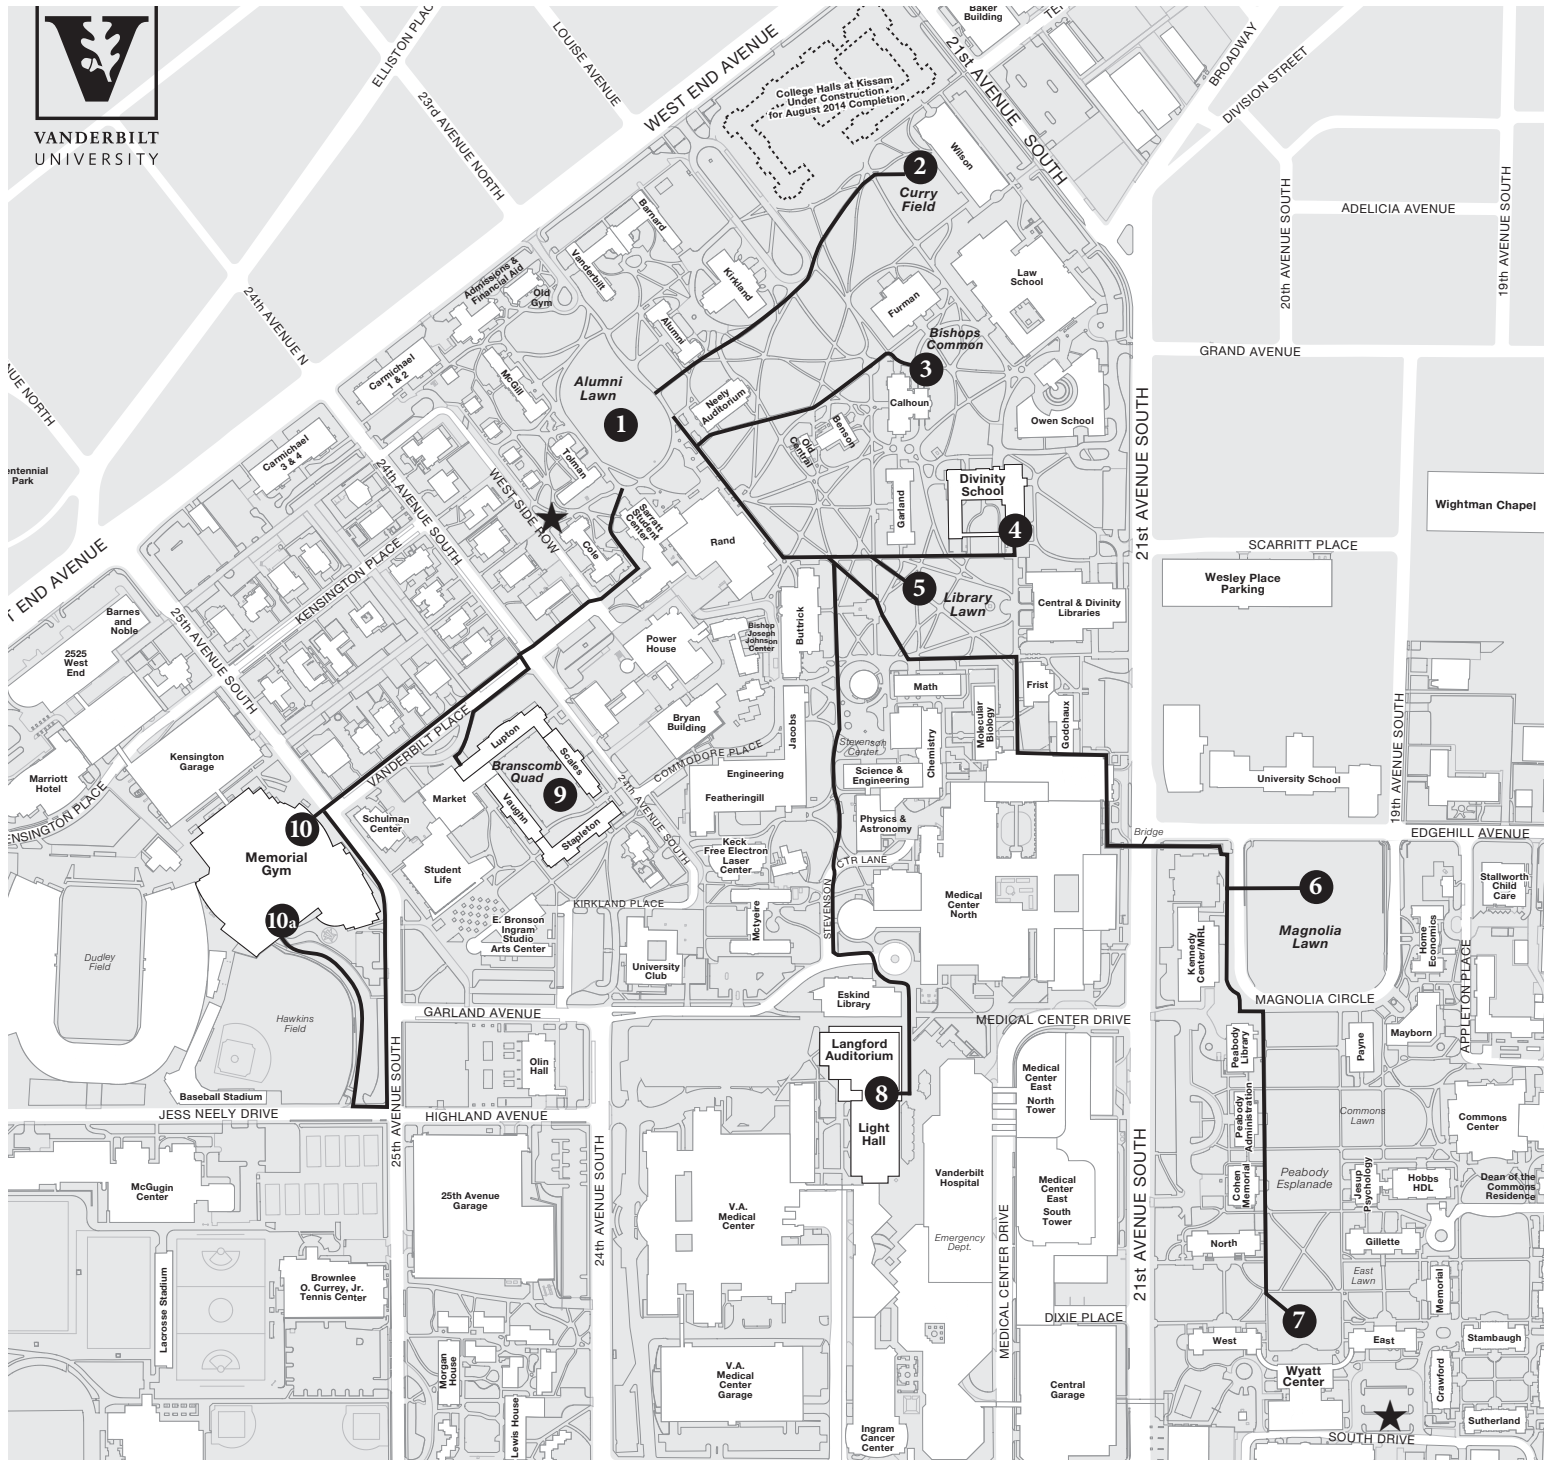 VANDERBILT
UNIVERSITY
ELLISTON PLAC
LOUISE AVENUE
23rd AVENUE NORTH
WEST END AVENUE
College Halls at Kissam
Under Construction
for August 2014 Completion
Baker
Building
TE
21st AVENUE SOUTH
BROADWAY
DIVISION STREET
20th AVENUE SOUTH
19th AVENUE SOUTH
ADELICIA AVENUE
GRAND AVENUE
Wilson
2
Curry
Field
Barnard
Vanderbilt
Kirkland
Admissions &
Financial Aid
Old
Gym
Alumni
Law
School
Furman
Bishops
Common
3
Calhoun
Owen School
24th AVENUE N
NUE NORTH
entennial
Park
Carmichael
1 & 2
McGill
Alumni
Lawn
1
Neely
Auditorium
Benson
Old
Central
Tolman
Carmichael
3 & 4
24th AVENUE SOUTH
WEST SIDE ROW
Cole
Sarratt
Student
Center
Rand
Garland
Divinity
School
4
21st AVENUE SOUTH
Wightman Chapel
SCARRITT PLACE
Wesley Place
Parking
T END AVENUE
KENSINGTON PLACE
25th AVENUE SOUTH
Barnes
and
Noble
2525
West
End
5
Library
Lawn
Central & Divinity
Libraries
Buttrick
Bishop
Joseph
Johnson
Center
Power
House
Math
Frist
Molecular
Biology
Godchaux
Bryan
Building
Jacobs
Stevenson
Center
Chemistry
COMMODORE PLACE
VANDERBILT PLACE
Lupton
Scales
Branscomb
Quad
9
Vaughn
Stapleton
Market
Kensington
Garage
Marriott
Hotel
ENSINGTON PLACE
24th AVENUE SOUTH
Engineering
Featheringill
Science &
Engineering
Physics &
Astronomy
University School
19th AVENUE SOUTH
EDGEHILL AVENUE
Bridge
10
Schulman
Center
Memorial
Gym
Student
Life
Keck
Free Electron
Laser
Center
CTR LANE
STEVENSON
KIRKLAND PLACE
10a
E. Bronson
Ingram
Studio
Arts Center
McTyeire
University
Club
Medical
Center
North
6
Magnolia
Lawn
Stallworth
Child
Care
Home
Economics
APPLETON PLACE
Kennedy
Center/MRL
Dudley
Field
Hawkins
Field
Eskind
Library
GARLAND AVENUE
MEDICAL CENTER DRIVE
MAGNOLIA CIRCLE
Mayborn
Payne
Peabody
Library
Langford
Auditorium
8
Light
Hall
Olin
Hall
Baseball Stadium
25th AVENUE SOUTH
JESS NEELY DRIVE
HIGHLAND AVENUE
Medical
Center
East
North
Tower
Peabody
Administration
Commons
Lawn
Commons
Center
McGugin
Center
25th Avenue
Garage
24th AVENUE SOUTH
V.A.
Medical
Center
Vanderbilt
Hospital
Medical
Center
East
South
Tower
21st AVENUE SOUTH
Cohen
Memorial
Peabody
Esplanade
Jesup
Psychology
Hobbs
HDL
Dean of the
Commons
Residence
Emergency
Dept.
North
Gillette
East
Lawn
Memorial
Lacrosse Stadium
Brownlee
O. Currey, Jr.
Tennis Center
MEDICAL CENTER DRIVE
DIXIE PLACE
7
West
East
Stambaugh
Wyatt
Center
Morgan
House
Lewis House
V.A.
Medical
Center
Garage
Central
Garage
Crawford
Ingram
Cancer
Center
Sutherland
SOUTH DRIVE